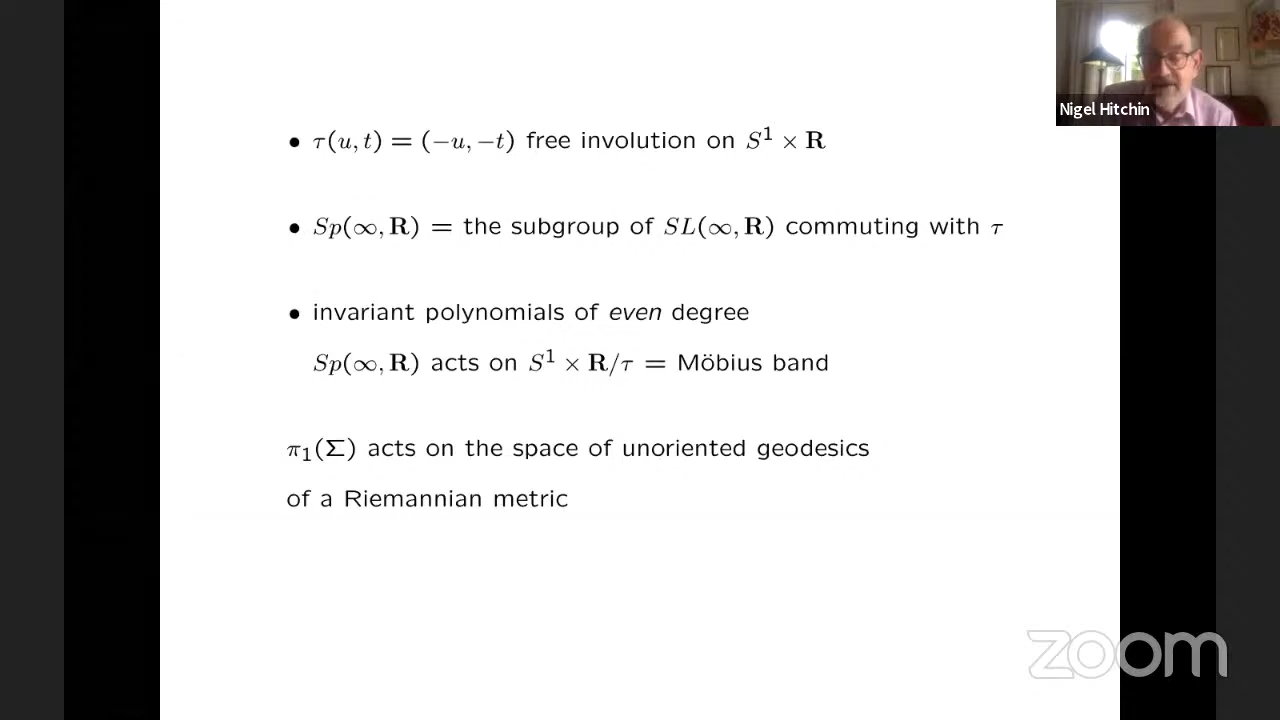 Nigel Hitchin
• τ(u, t) = (−u, −t) free involution on S¹ × R
• Sp(∞, R) = the subgroup of SL(∞, R) commuting with τ
• invariant polynomials of even degree
Sp(∞, R) acts on S¹ × R/τ = Möbius band
π₁(Σ) acts on the space of unoriented geodesics
of a Riemannian metric
zoom